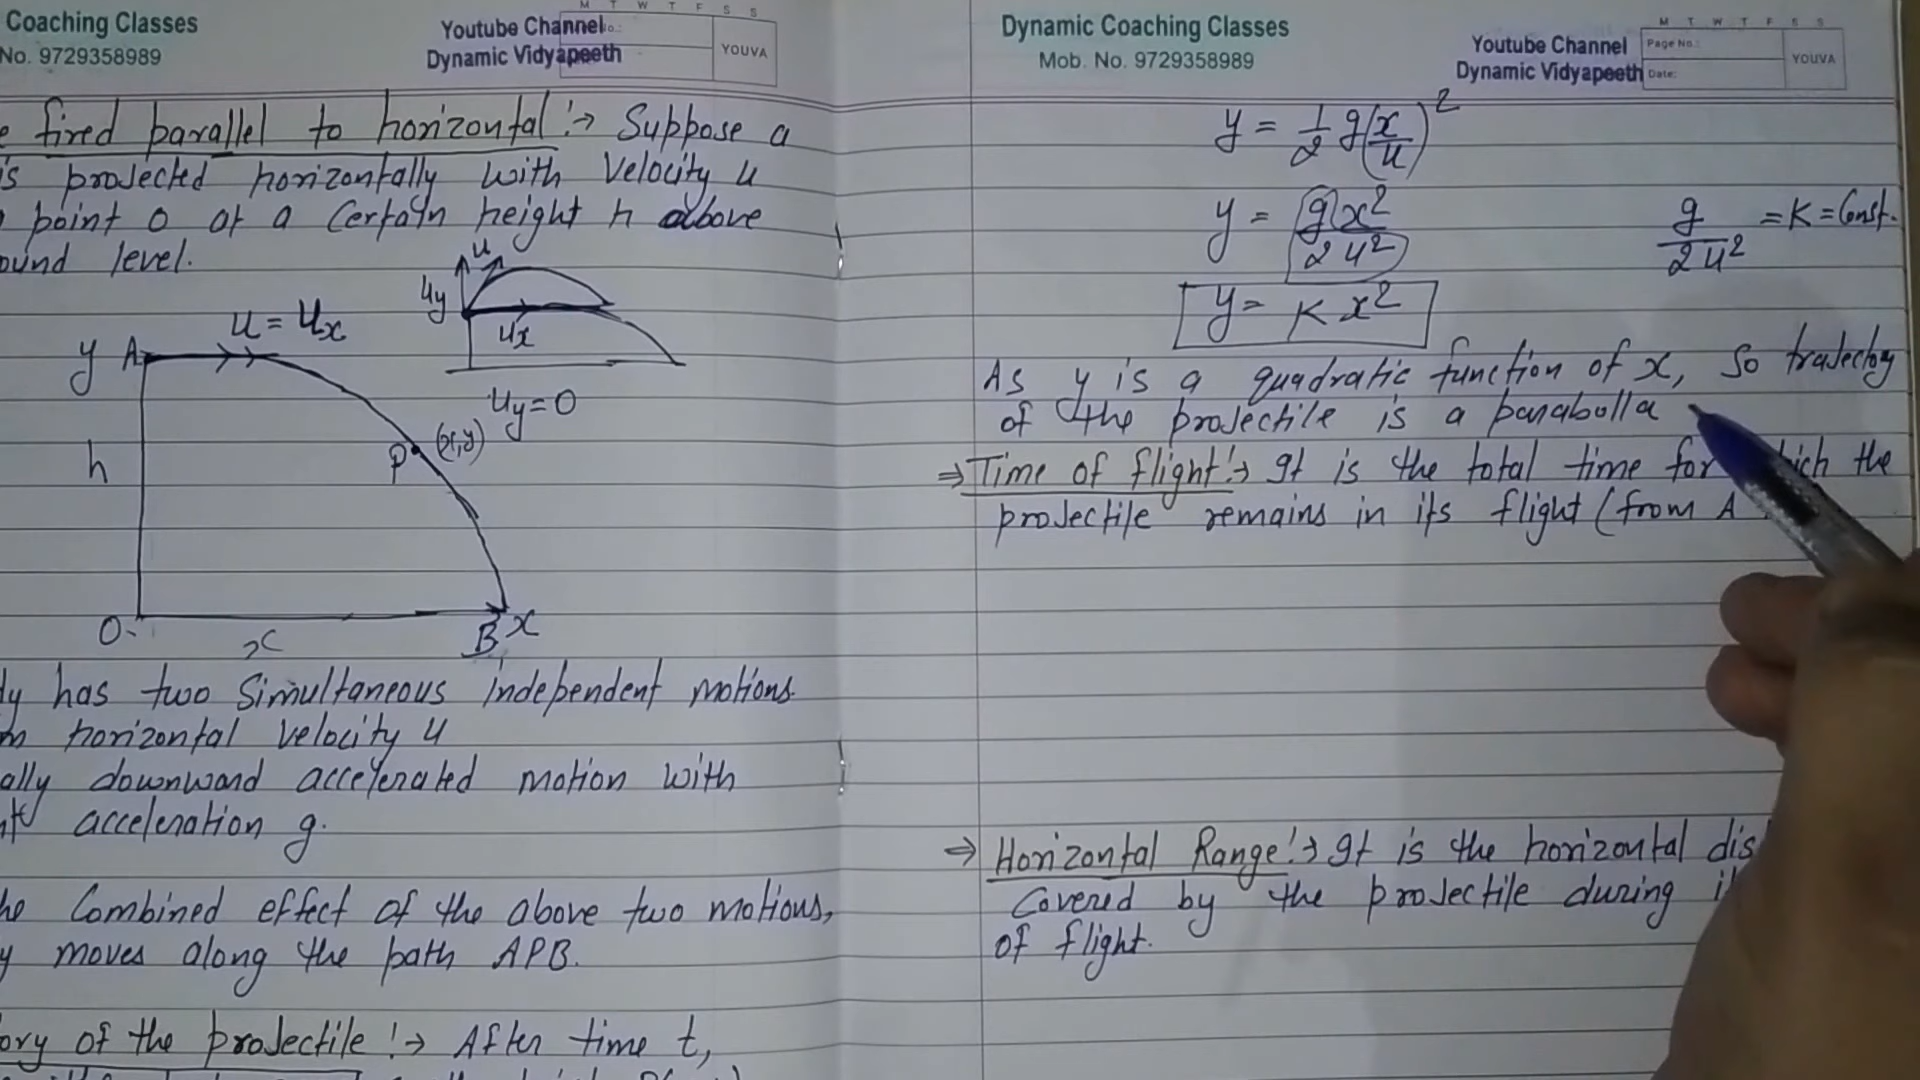 Coaching Classes
No. 9729358989
Youtube Channel
Dynamic Vidyapeeth
M T W T F S S
YOUVA
fired parallel to horizontal :→ Suppose a
is projected horizontally with Velocity u
point O at a Certain height h above
ound level.
u
uy
ux
uy=0
y A
u = ux
h
P (x,y)
O
x
B x
ly has two Simultaneous independent motions
m horizontal velocity u
ally downward accelerated motion with
acceleration g.
he Combined effect of the above two motions,
y moves along the path APB.
ory of the projectile :→ After time t,
Dynamic Coaching Classes
Mob. No. 9729358989
Youtube Channel
Dynamic Vidyapeeth
M T W T F S S
Page No.:
Date:
YOUVA
y = 1/2 g(x/u)²
y = gx²/2u²
g/2u² = K = Const.
y = K x²
As y is a quadratic function of x, so trajectoy
of the projectile is a parabolla
⇒ Time of flight :→ It is the total time for which the
projectile remains in its flight (from A
⇒ Horizontal Range :→ It is the horizontal dis
Covered by the projectile during i
of flight.